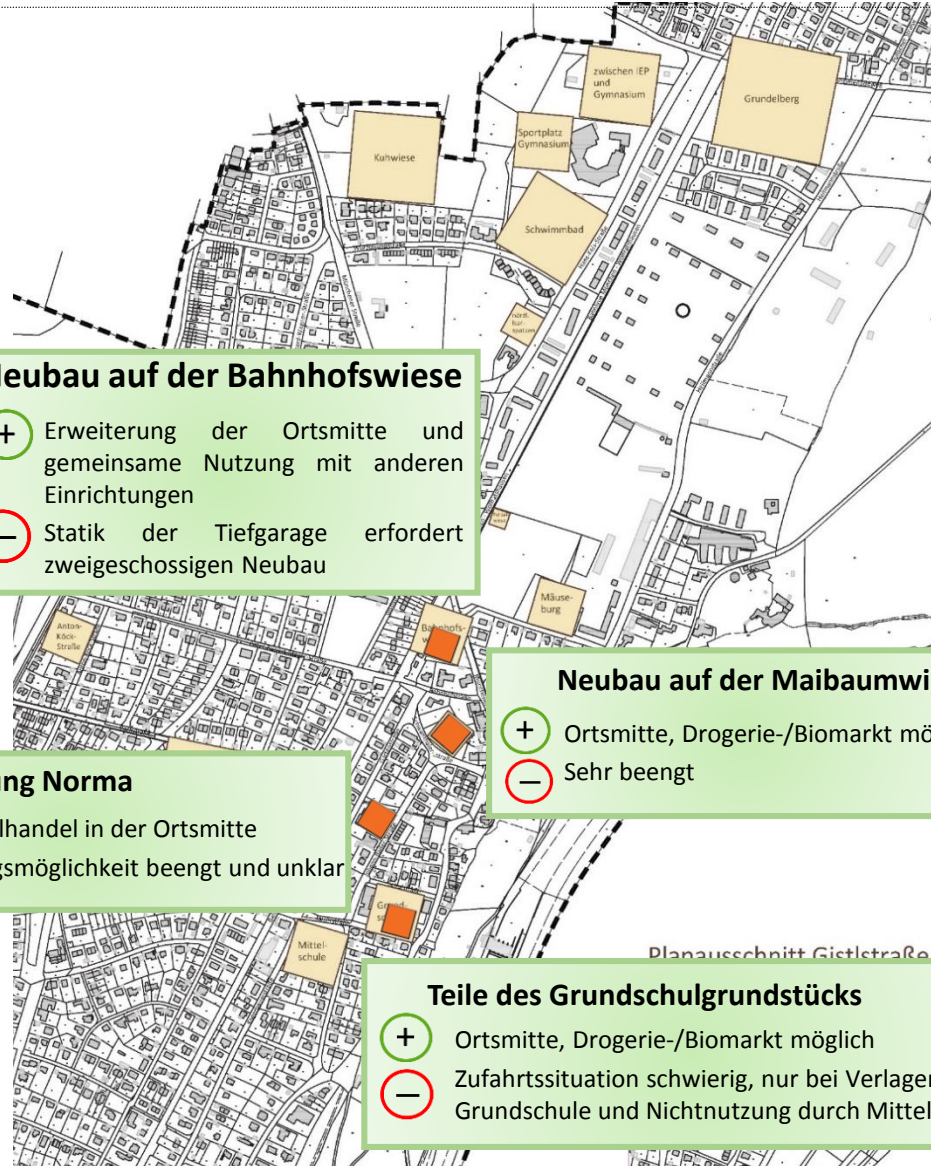 zwischen IEP
und
Gymnasium
Grundelberg
Sportplatz
Gymnasium
Kuhwiese
Schwimmbad
Neubau auf der Bahnhofswiese
+ Erweiterung der Ortsmitte und
gemeinsame Nutzung mit anderen
Einrichtungen
– Statik der Tiefgarage erfordert
zweigeschossigen Neubau
Mäuse-
burg
Anton-
Köck-
Straße
Bahnhofs-
Neubau auf der Maibaumwi
+ Ortsmitte, Drogerie-/Biomarkt mö
– Sehr beengt
ung Norma
lhandel in der Ortsmitte
gsmöglichkeit beengt und unklar
Mittel-
schule
Planausschnitt Gistlstraße
Teile des Grundschulgrundstücks
+ Ortsmitte, Drogerie-/Biomarkt möglich
– Zufahrtssituation schwierig, nur bei Verlager
Grundschule und Nichtnutzung durch Mittel